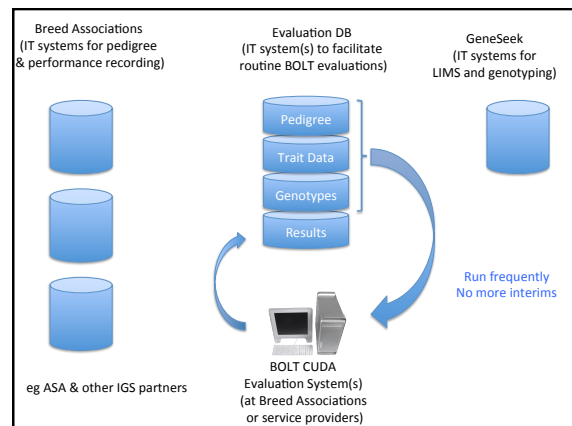 Breed Associations
(IT systems for pedigree
& performance recording)
Evaluation DB
(IT system(s) to facilitate
routine BOLT evaluations)
GeneSeek
(IT systems for
LIMS and genotyping)
Pedigree
Trait Data
Genotypes
Results
Run frequently
No more interims
eg ASA & other IGS partners
BOLT CUDA
Evaluation System(s)
(at Breed Associations
or service providers)